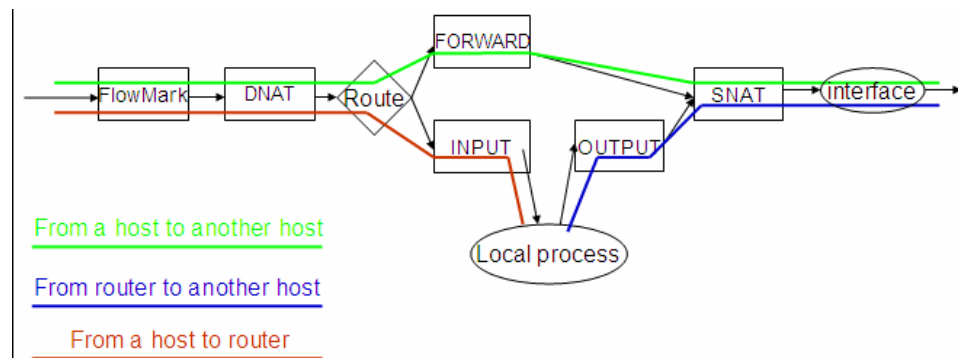 FORWARD
FlowMark
DNAT
Route
SNAT
interface
INPUT
OUTPUT
Local process
From a host to another host
From router to another host
From a host to router